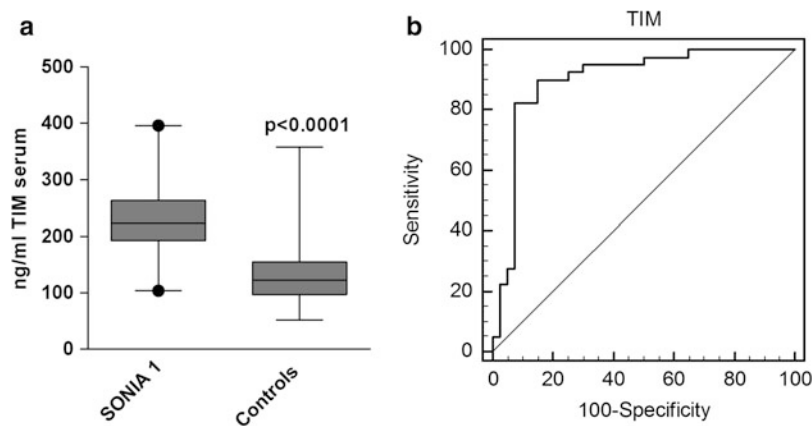 a
500
400
300
200
100
0
ng/ml TIM serum
p<0.0001
SONIA 1
Controls
b
TIM
100
80
60
40
20
0
Sensitivity
0 20 40 60 80 100
100-Specificity